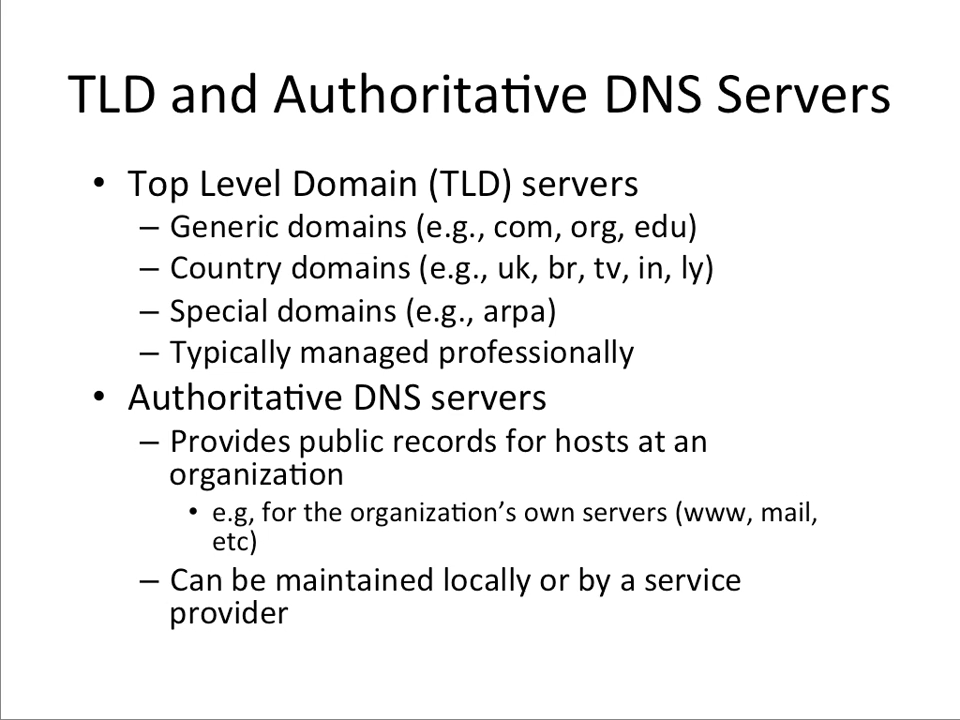 TLD and Authoritative DNS Servers
• Top Level Domain (TLD) servers
– Generic domains (e.g., com, org, edu)
– Country domains (e.g., uk, br, tv, in, ly)
– Special domains (e.g., arpa)
– Typically managed professionally
• Authoritative DNS servers
– Provides public records for hosts at an
organization
• e.g, for the organization’s own servers (www, mail,
etc)
– Can be maintained locally or by a service
provider